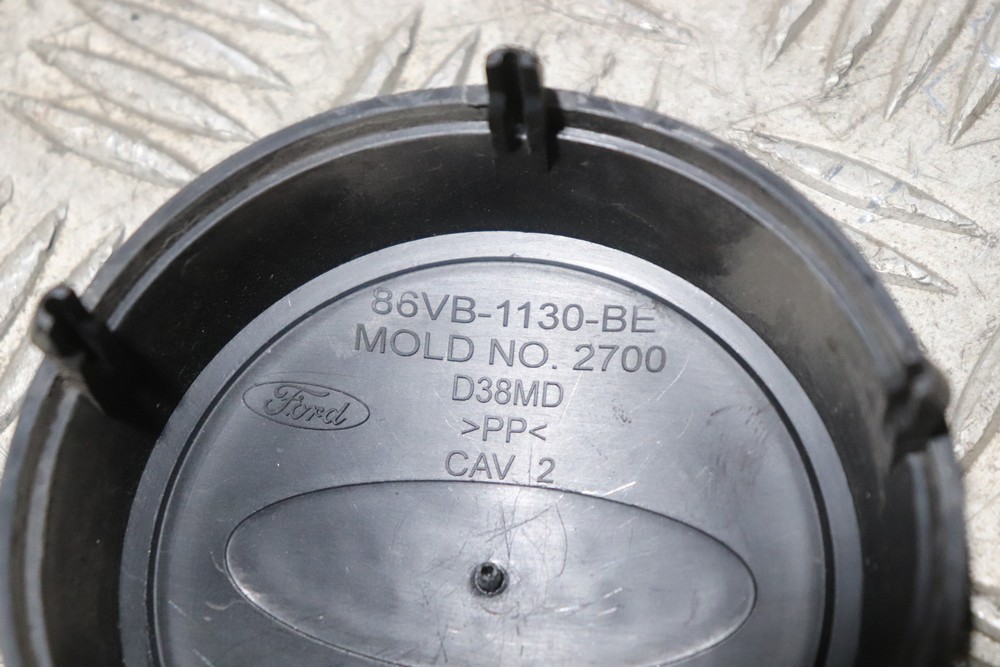 86VB-1130-BE
MOLD NO. 2700
D38MD
Ford
>PP<
CAV 2